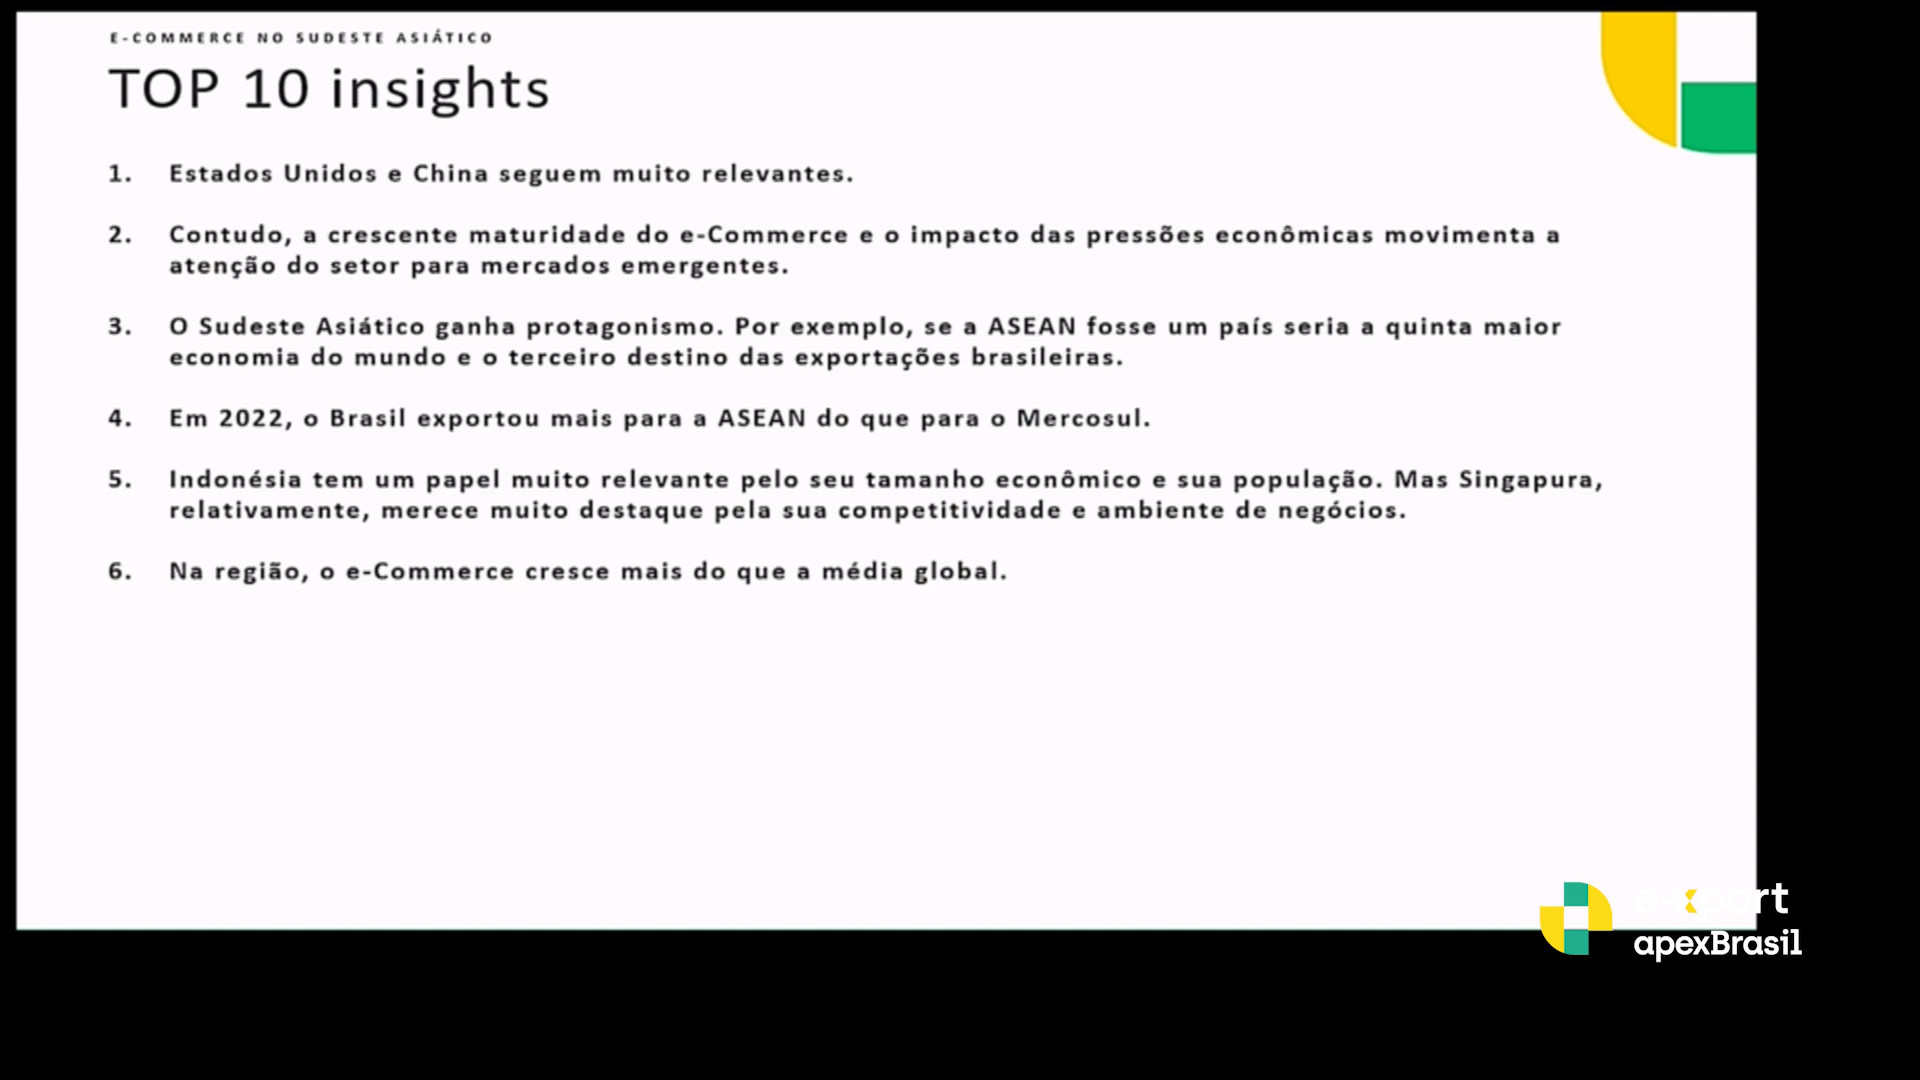 E-COMMERCE NO SUDESTE ASIÁTICO
TOP 10 insights
1. Estados Unidos e China seguem muito relevantes.
2. Contudo, a crescente maturidade do e-Commerce e o impacto das pressões econômicas movimenta a
atenção do setor para mercados emergentes.
3. O Sudeste Asiático ganha protagonismo. Por exemplo, se a ASEAN fosse um país seria a quinta maior
economia do mundo e o terceiro destino das exportações brasileiras.
4. Em 2022, o Brasil exportou mais para a ASEAN do que para o Mercosul.
5. Indonésia tem um papel muito relevante pelo seu tamanho econômico e sua população. Mas Singapura,
relativamente, merece muito destaque pela sua competitividade e ambiente de negócios.
6. Na região, o e-Commerce cresce mais do que a média global.
e-xport
apexBrasil